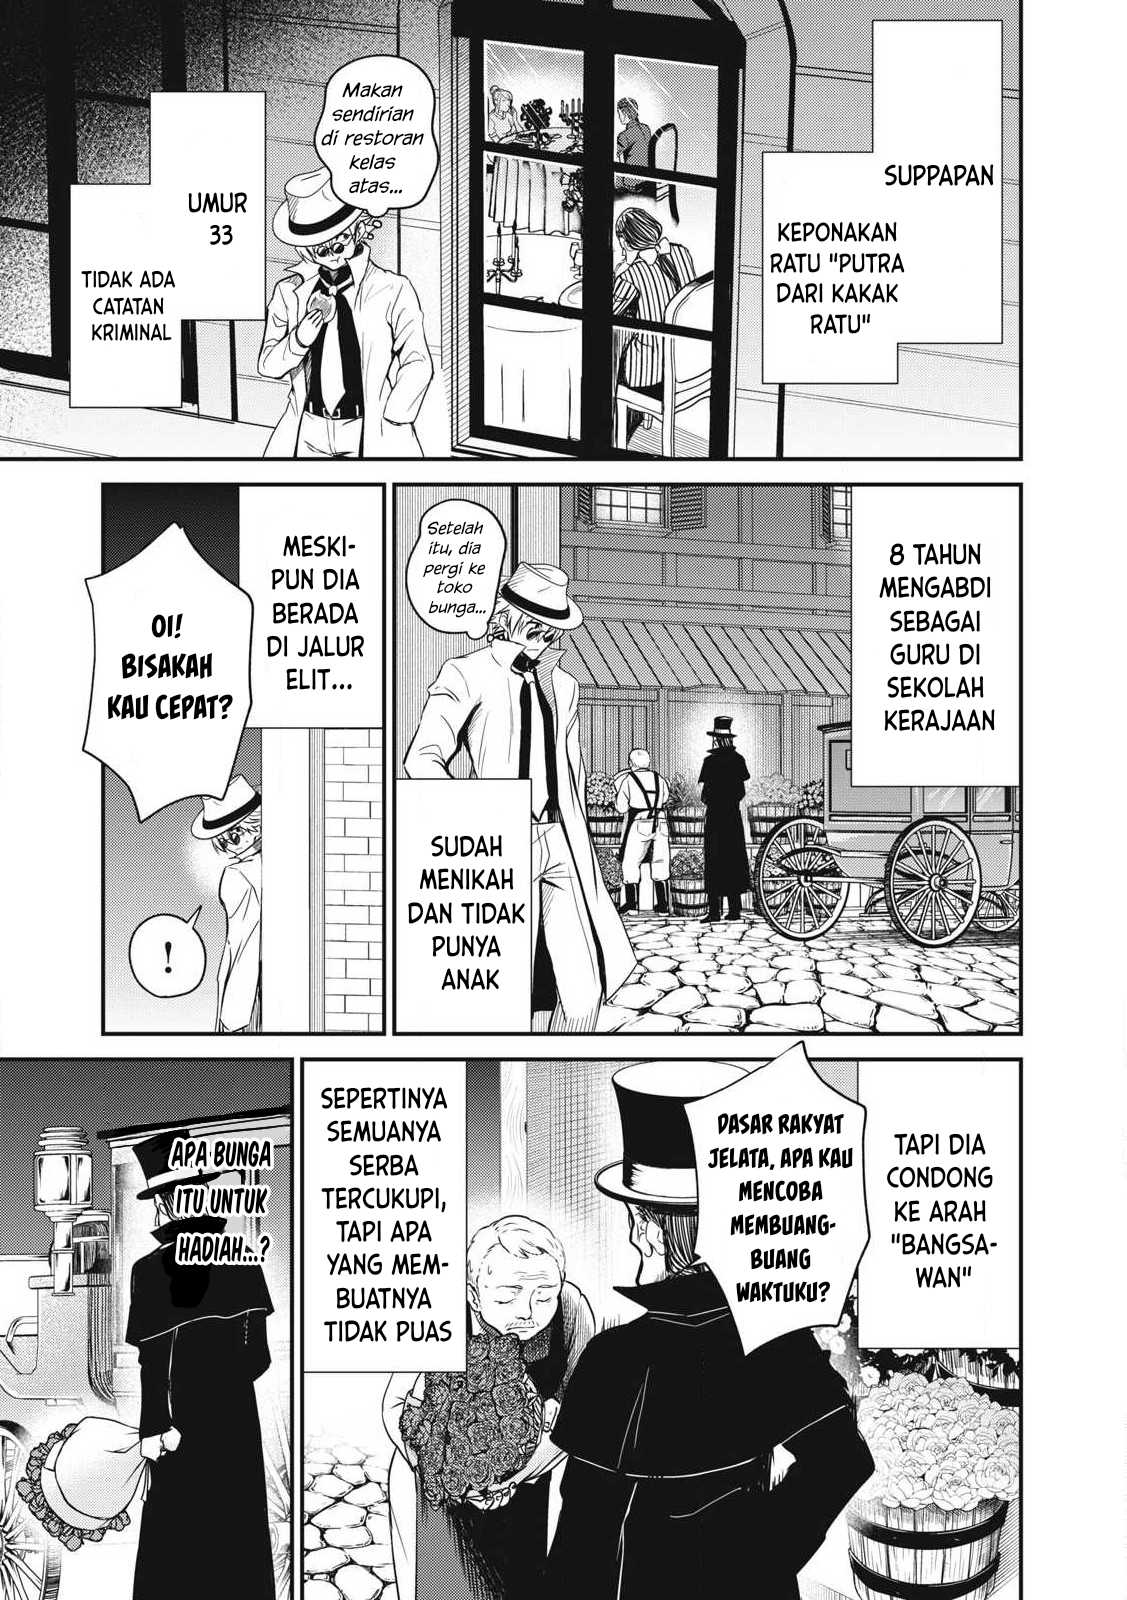 SUPPAPAN
KEPONAKAN
RATU "PUTRA
DARI KAKAK
RATU"
Makan
sendirian
di restoran
kelas
atas...
UMUR
33
TIDAK ADA
CATATAN
KRIMINAL
8 TAHUN
MENGABDI
SEBAGAI
GURU DI
SEKOLAH
KERAJAAN
Setelah
itu, dia
pergi ke
toko
bunga...
SUDAH
MENIKAH
DAN TIDAK
PUNYA
ANAK
MESKI-
PUN DIA
BERADA
DI JALUR
ELIT...
OI!
BISAKAH
KAU CEPAT?
!
TAPI DIA
CONDONG
KE ARAH
"BANGSA-
WAN"
DASAR RAKYAT
JELATA, APA KAU
MENCOBA
MEMBUANG-
BUANG
WAKTUKU?
SEPERTINYA
SEMUANYA
SERBA
TERCUKUPI,
TAPI APA
YANG MEM-
BUATNYA
TIDAK PUAS
APA BUNGA
ITU UNTUK
HADIAH...?